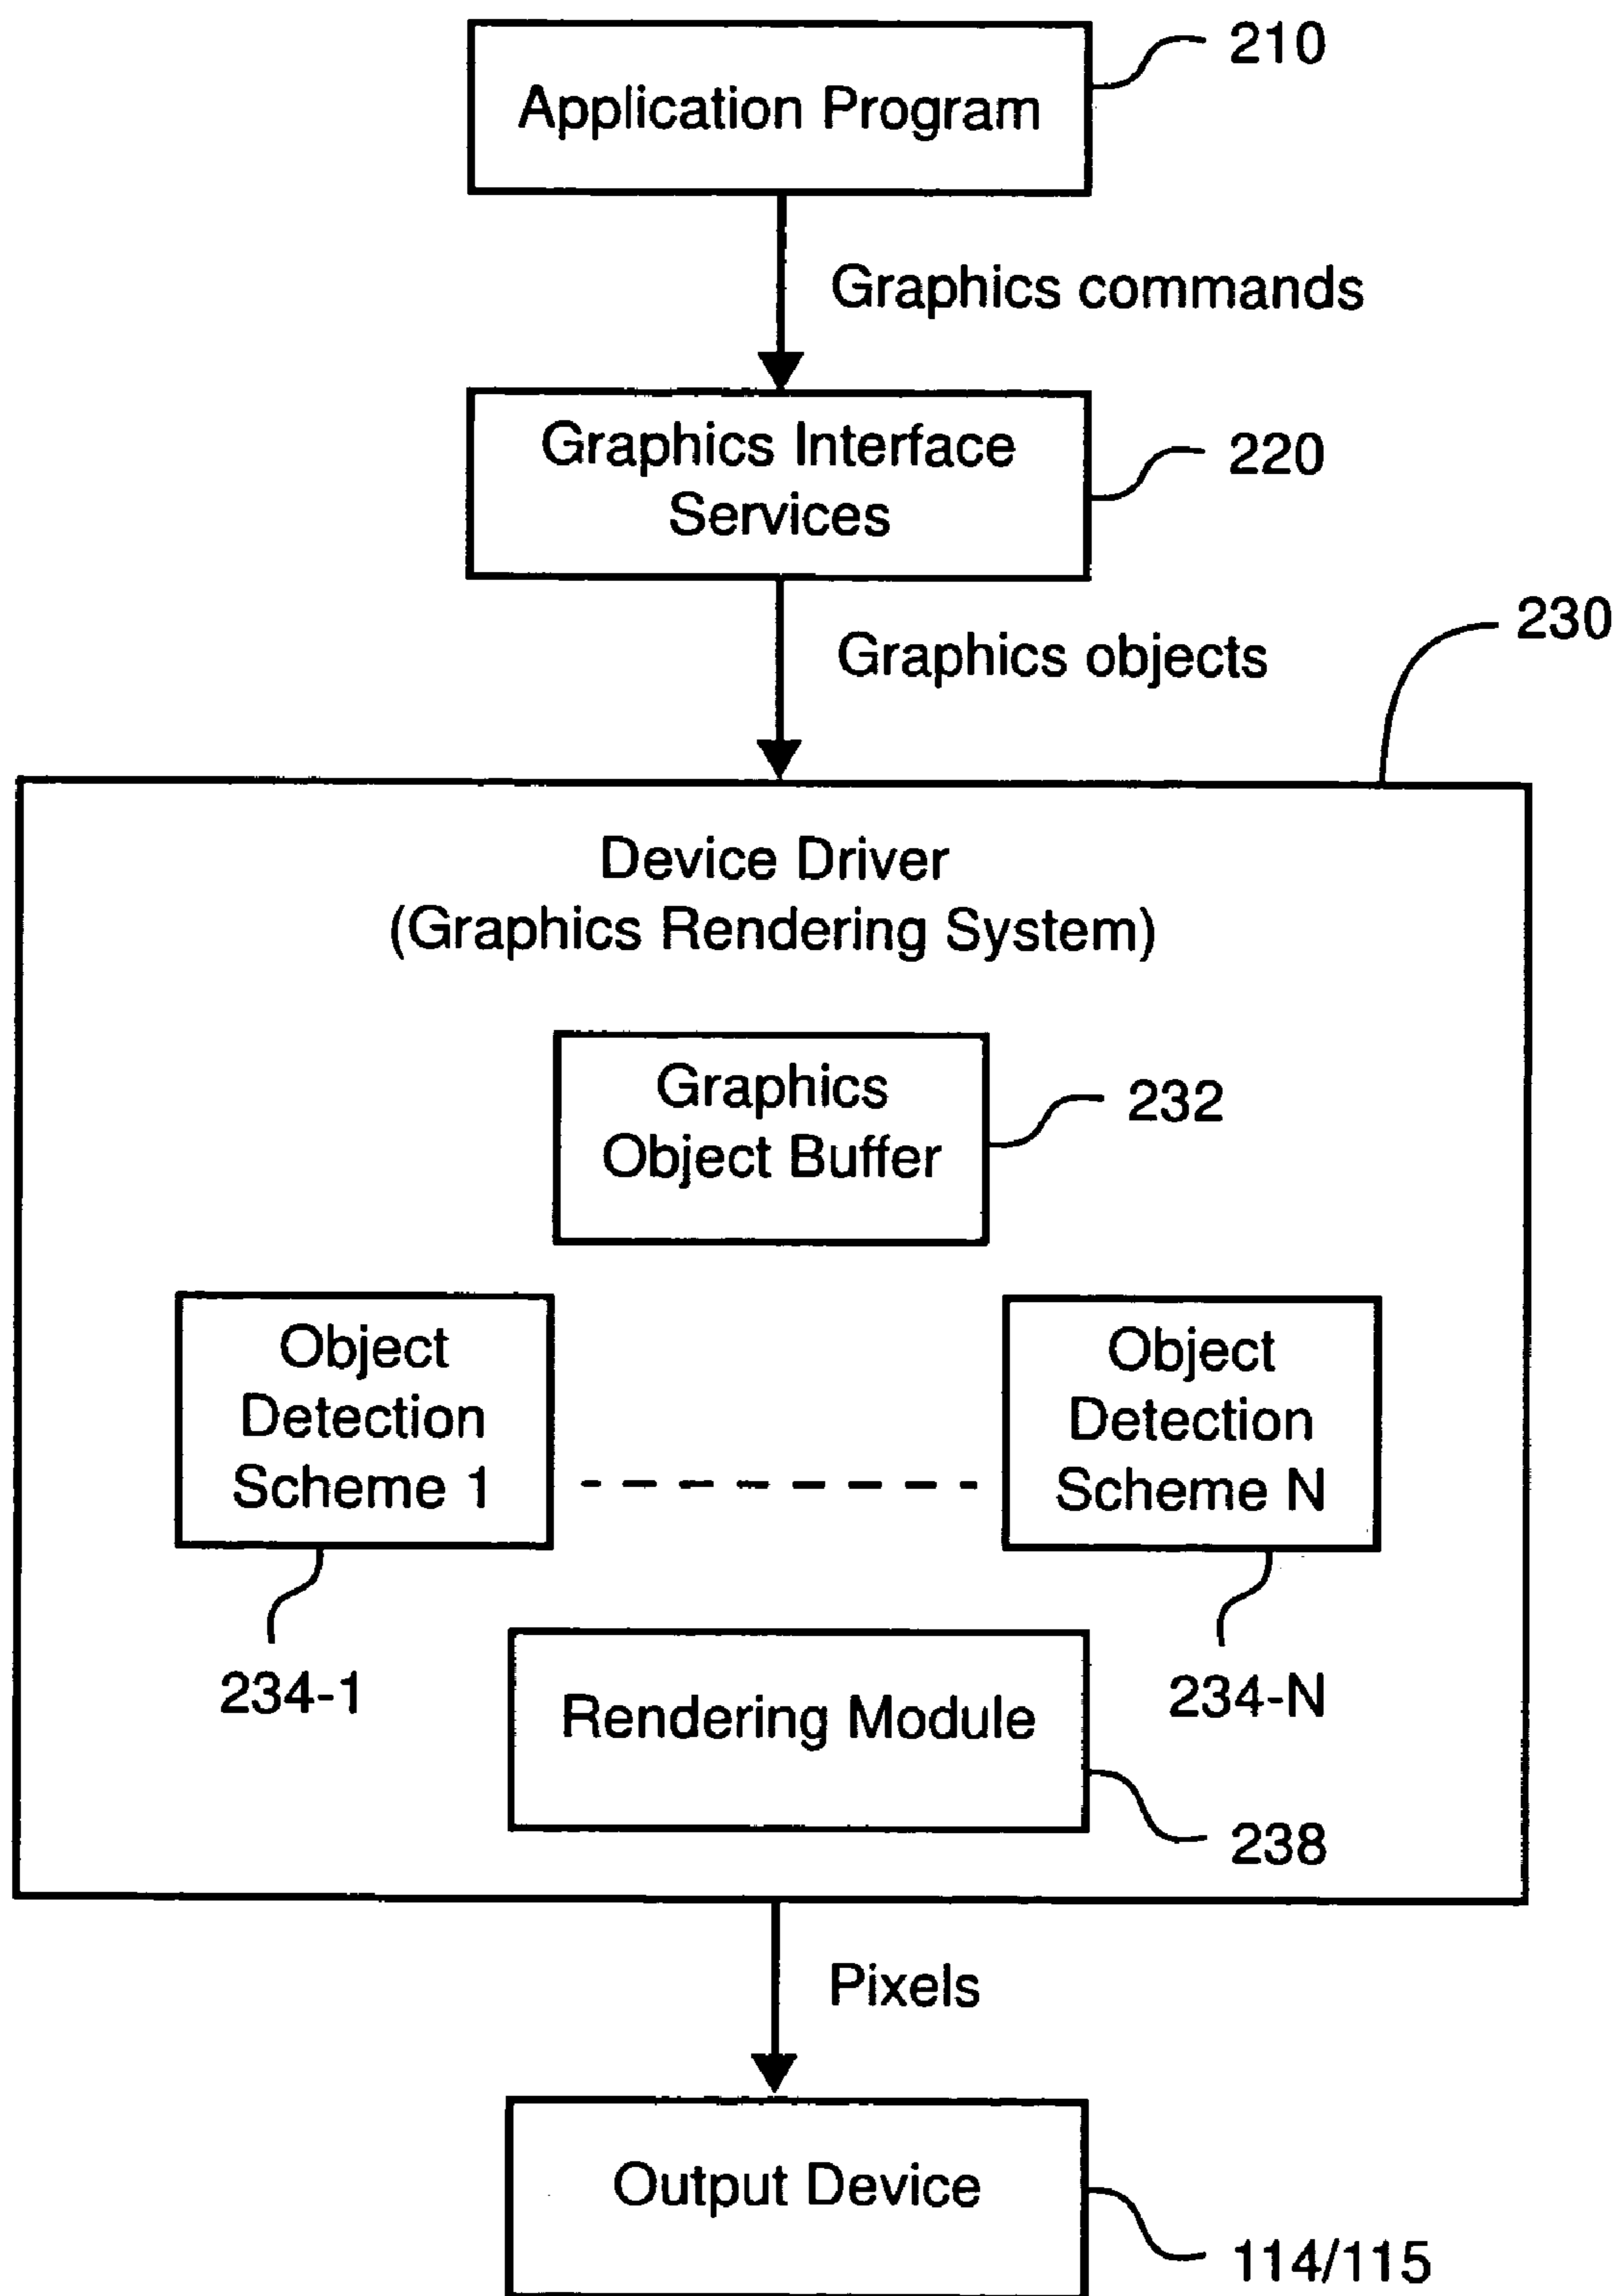 210
Application Program
Graphics commands
Graphics Interface
Services
220
Graphics objects
230
Device Driver
(Graphics Rendering System)
Graphics
Object Buffer
232
Object
Detection
Scheme 1
Object
Detection
Scheme N
234-1
234-N
Rendering Module
238
Pixels
Output Device
114/115